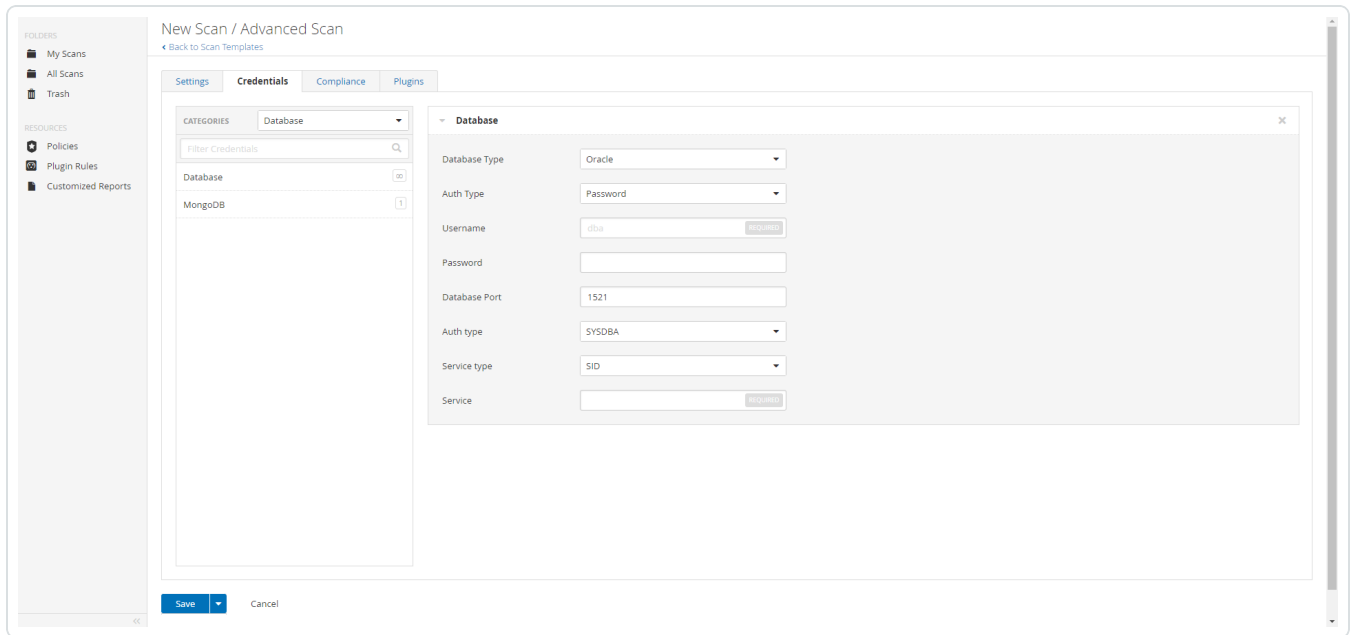 New Scan / Advanced Scan
Back to Scan Templates
FOLDERS
My Scans
All Scans
Trash
RESOURCES
Policies
Plugin Rules
Customized Reports
Settings Credentials Compliance Plugins
CATEGORIES Database
Filter Credentials
Database ∞
MongoDB 1
Database
Database Type Oracle
Auth Type Password
Username dba REQUIRED
Password
Database Port 1521
Auth type SYSDBA
Service type SID
Service REQUIRED
Save Cancel